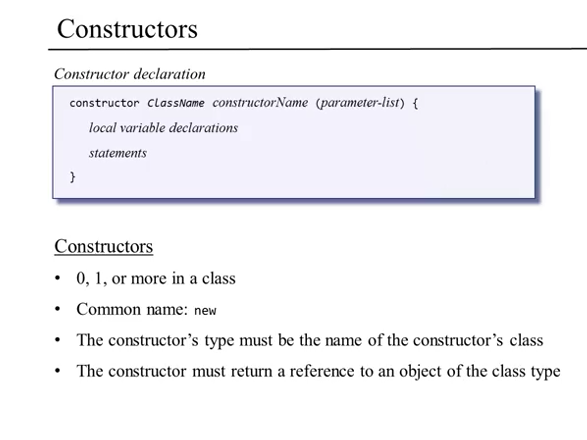 Constructors
Constructor declaration
constructor ClassName constructorName (parameter-list) {
local variable declarations
statements
}
Constructors
• 0, 1, or more in a class
• Common name: new
• The constructor's type must be the name of the constructor's class
• The constructor must return a reference to an object of the class type